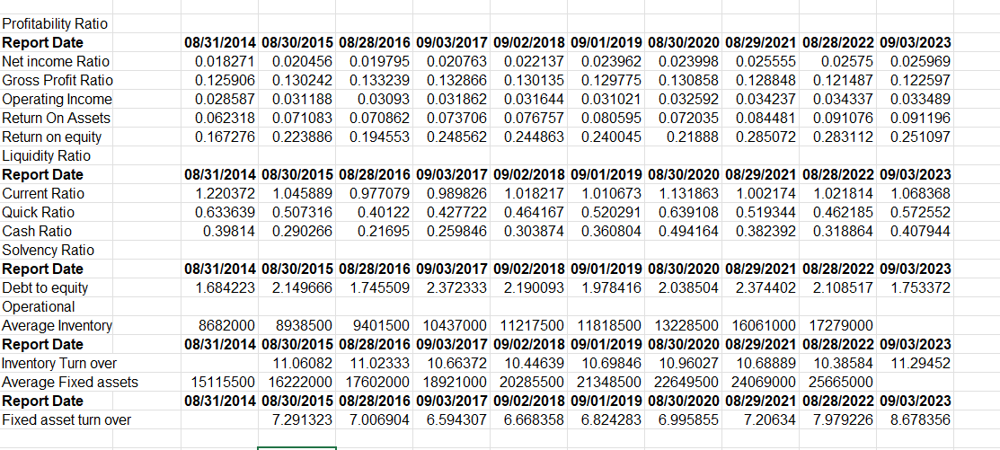 Profitability Ratio
Report Date 08/31/2014 08/30/2015 08/28/2016 09/03/2017 09/02/2018 09/01/2019 08/30/2020 08/29/2021 08/28/2022 09/03/2023
Net income Ratio 0.018271 0.020456 0.019795 0.020763 0.022137 0.023962 0.023998 0.025555 0.02575 0.025969
Gross Profit Ratio 0.125906 0.130242 0.133239 0.132866 0.130135 0.129775 0.130858 0.128848 0.121487 0.122597
Operating Income 0.028587 0.031188 0.03093 0.031862 0.031644 0.031021 0.032592 0.034237 0.034337 0.033489
Return On Assets 0.062318 0.071083 0.070862 0.073706 0.076757 0.080595 0.072035 0.084481 0.091076 0.091196
Return on equity 0.167276 0.223886 0.194553 0.248562 0.244863 0.240045 0.21888 0.285072 0.283112 0.251097
Liquidity Ratio
Report Date 08/31/2014 08/30/2015 08/28/2016 09/03/2017 09/02/2018 09/01/2019 08/30/2020 08/29/2021 08/28/2022 09/03/2023
Current Ratio 1.220372 1.045889 0.977079 0.989826 1.018217 1.010673 1.131863 1.002174 1.021814 1.068368
Quick Ratio 0.633639 0.507316 0.40122 0.427722 0.464167 0.520291 0.639108 0.519344 0.462185 0.572552
Cash Ratio 0.39814 0.290266 0.21695 0.259846 0.303874 0.360804 0.494164 0.382392 0.318864 0.407944
Solvency Ratio
Report Date 08/31/2014 08/30/2015 08/28/2016 09/03/2017 09/02/2018 09/01/2019 08/30/2020 08/29/2021 08/28/2022 09/03/2023
Debt to equity 1.684223 2.149666 1.745509 2.372333 2.190093 1.978416 2.038504 2.374402 2.108517 1.753372
Operational
Average Inventory 8682000 8938500 9401500 10437000 11217500 11818500 13228500 16061000 17279000
Report Date 08/31/2014 08/30/2015 08/28/2016 09/03/2017 09/02/2018 09/01/2019 08/30/2020 08/29/2021 08/28/2022 09/03/2023
Inventory Turn over 11.06082 11.02333 10.66372 10.44639 10.69846 10.96027 10.68889 10.38584 11.29452
Average Fixed assets 15115500 16222000 17602000 18921000 20285500 21348500 22649500 24069000 25665000
Report Date 08/31/2014 08/30/2015 08/28/2016 09/03/2017 09/02/2018 09/01/2019 08/30/2020 08/29/2021 08/28/2022 09/03/2023
Fixed asset turn over 7.291323 7.006904 6.594307 6.668358 6.824283 6.995855 7.20634 7.979226 8.678356